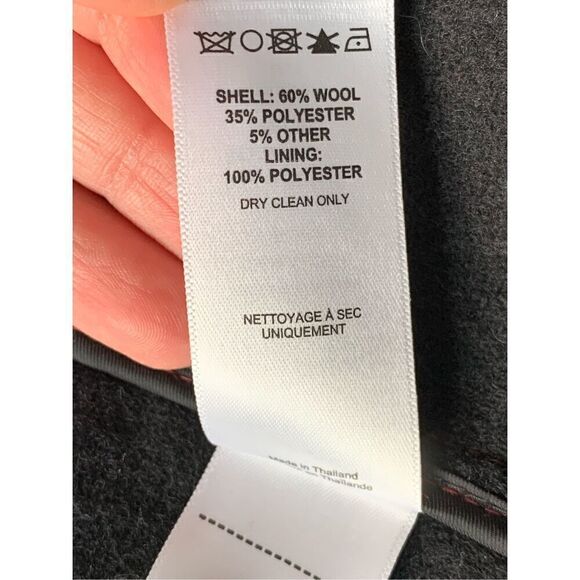 SHELL: 60% WOOL
35% POLYESTER
5% OTHER
LINING:
100% POLYESTER
DRY CLEAN ONLY
NETTOYAGE À SEC
UNIQUEMENT
Made in Thailand
Thaïlande